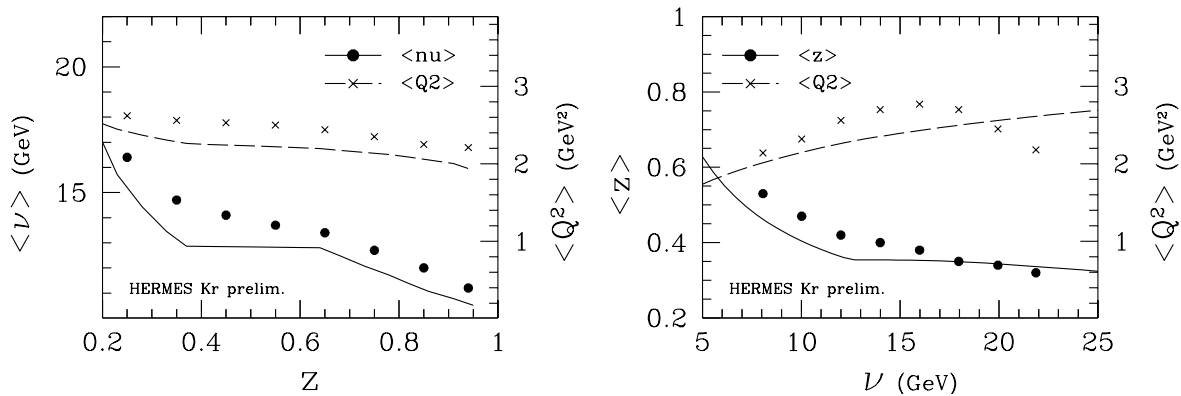 <nu>
<Q2>
20
15
<ν> (GeV)
3
2
1
<Q²> (GeV²)
HERMES Kr prelim.
0.2 0.4 0.6 0.8 1
Z
<z>
<Q2>
1
0.8
0.6
0.4
0.2
<z>
3
2
1
<Q²> (GeV²)
HERMES Kr prelim.
5 10 15 20 25
ν (GeV)